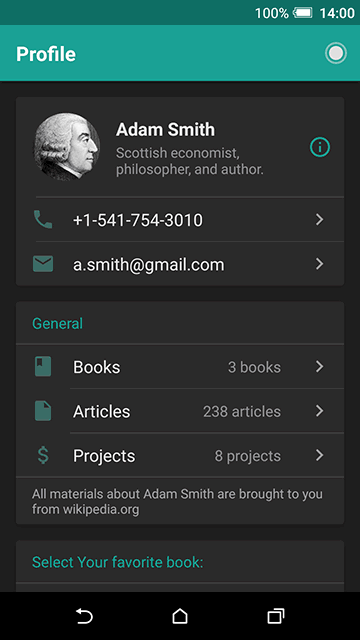 100% 14:00
Profile
Adam Smith
Scottish economist,
philosopher, and author.
+1-541-754-3010
a.smith@gmail.com
General
Books 3 books
Articles 238 articles
Projects 8 projects
All materials about Adam Smith are brought to you
from wikipedia.org
Select Your favorite book: